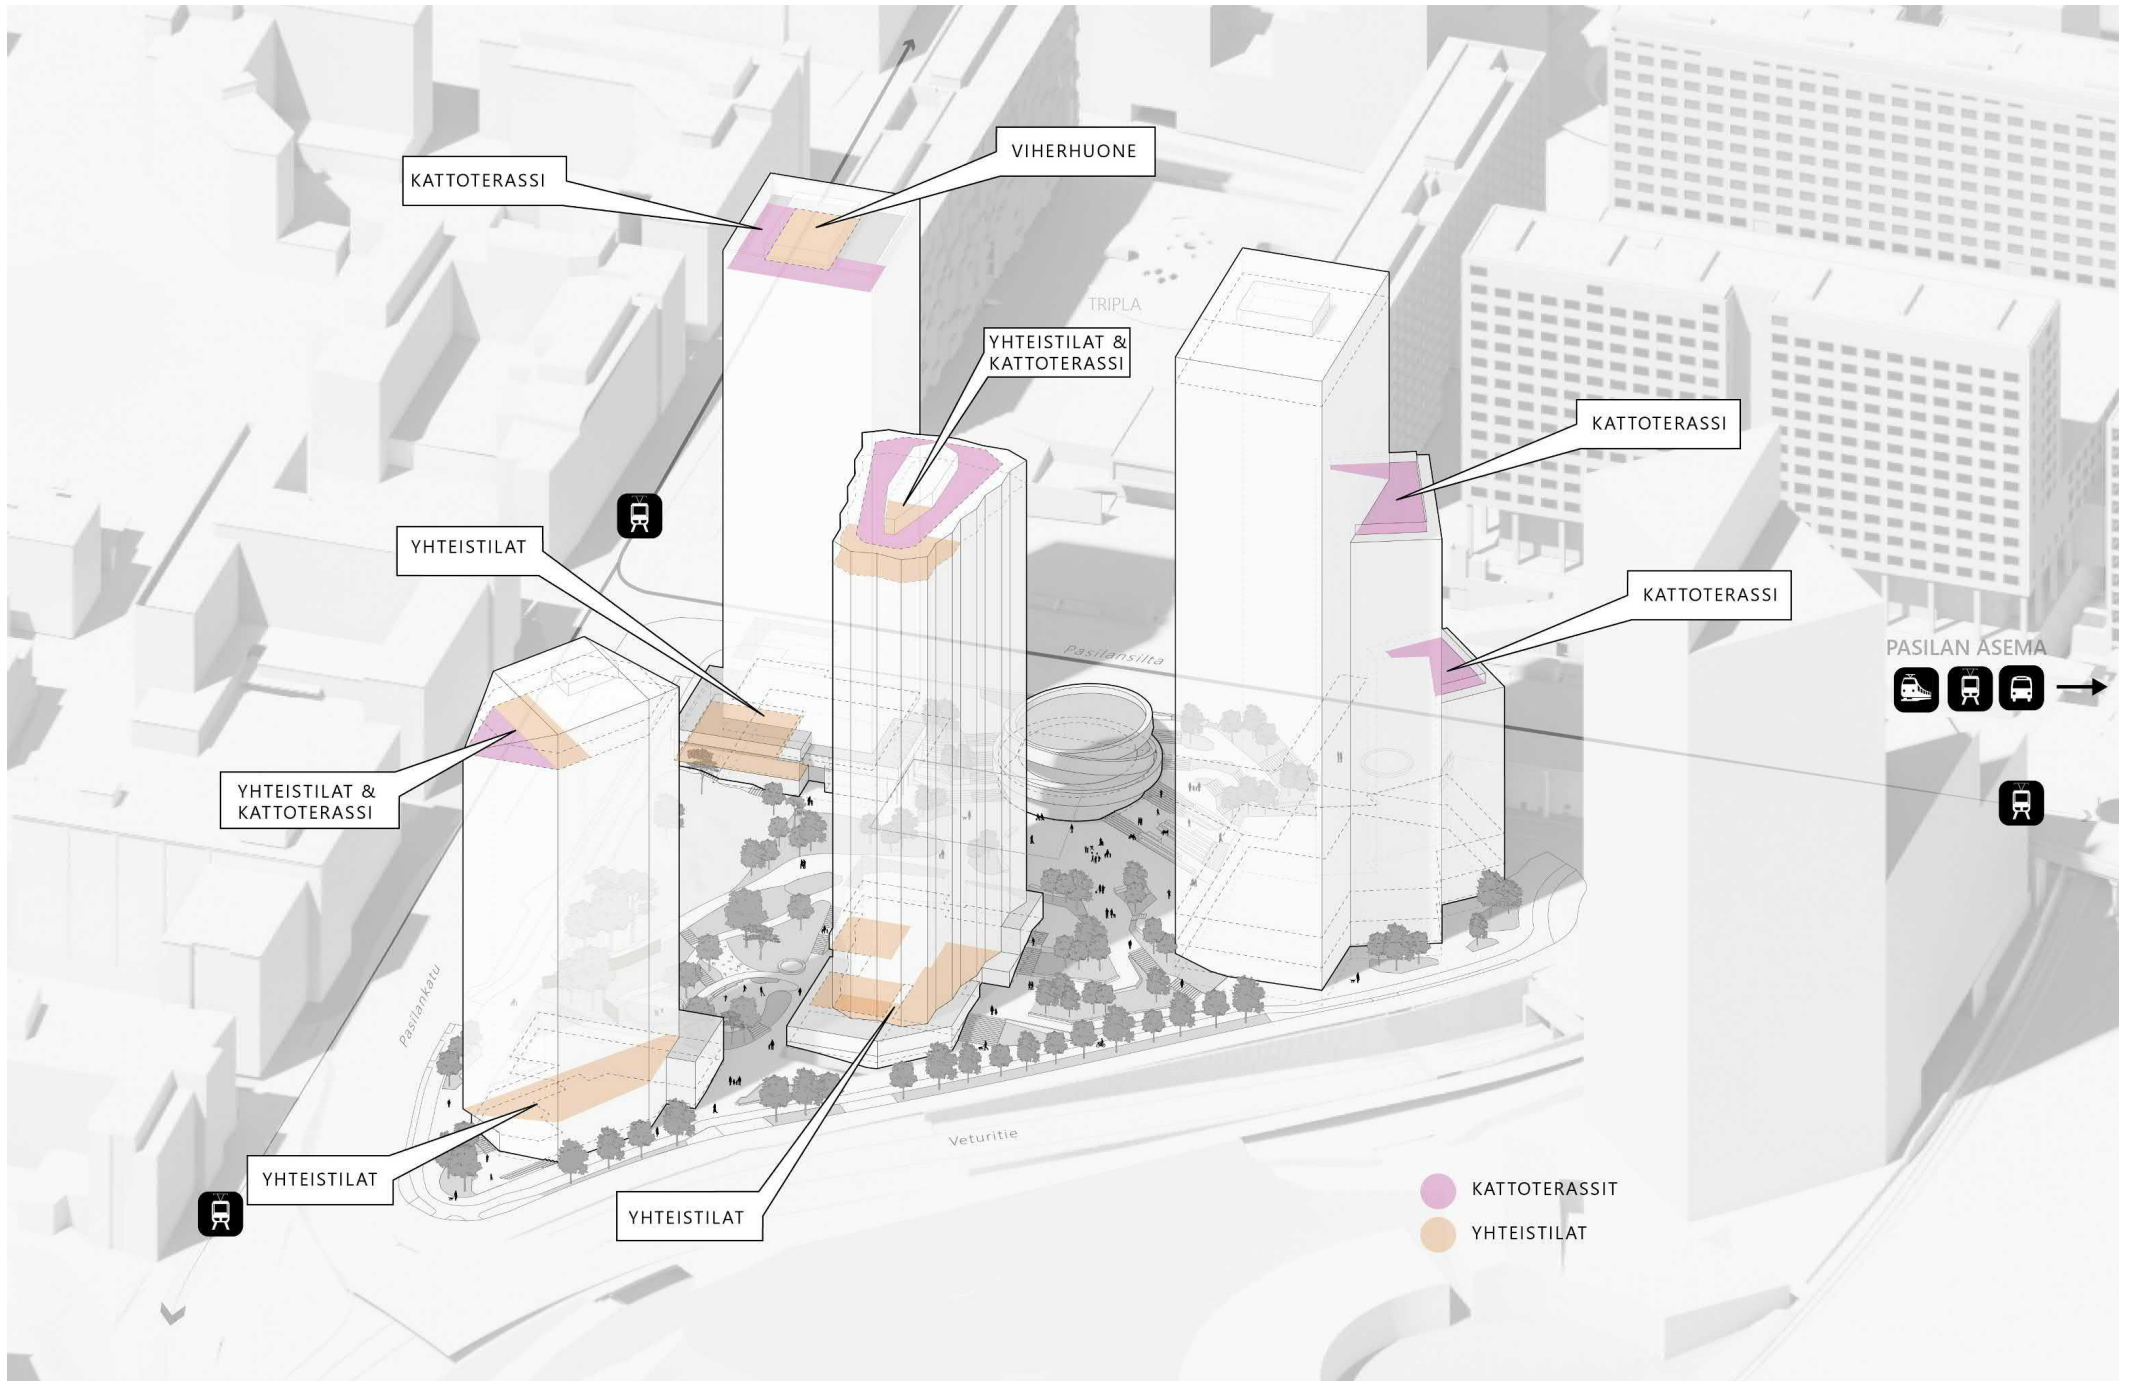 VIHERHUONE
KATTOTERASSI
TRIPLA
YHTEISTILAT &
KATTOTERASSI
KATTOTERASSI
YHTEISTILAT
KATTOTERASSI
Pasilansilta
PASILAN ASEMA
YHTEISTILAT &
KATTOTERASSI
Pasilankatu
Veturitie
YHTEISTILAT
YHTEISTILAT
KATTOTERASSIT
YHTEISTILAT